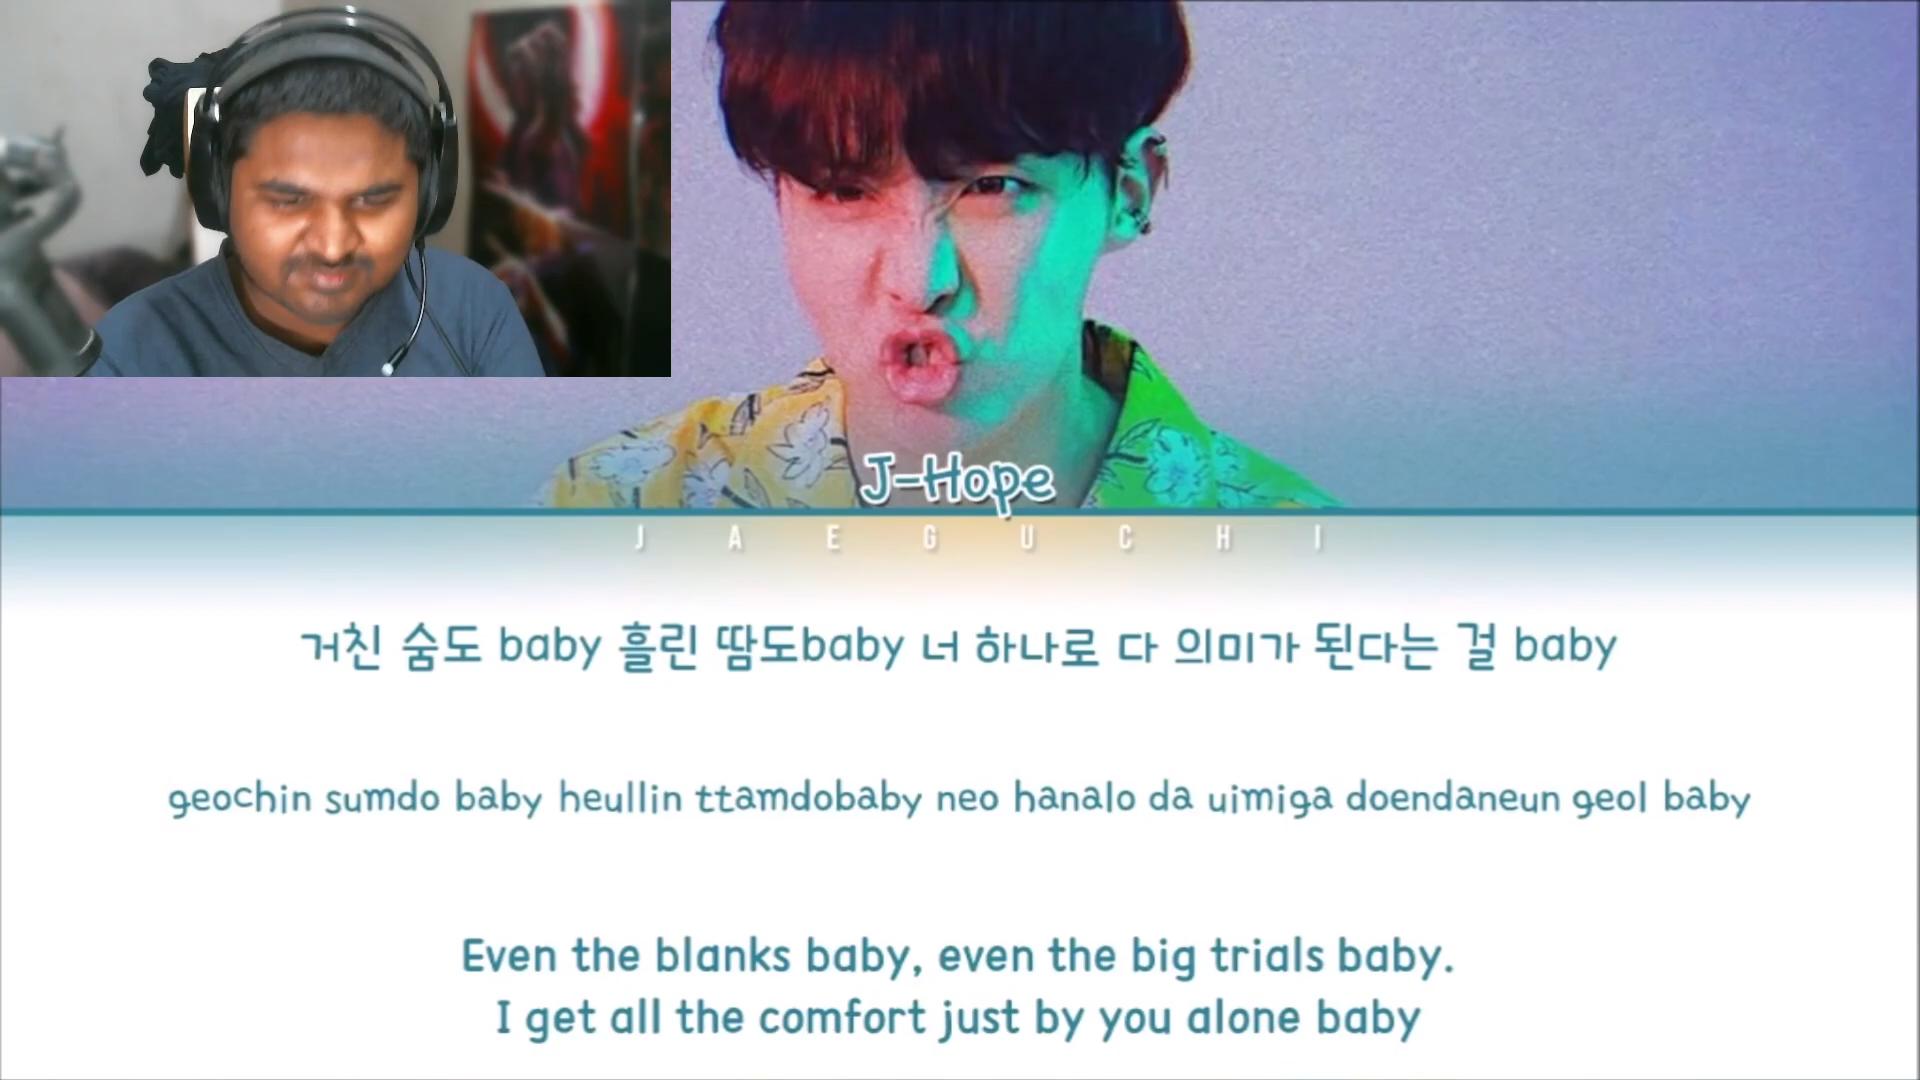 J-Hope
JAEGUCHI
거친 숨도 baby 흘린 땀도baby 너 하나로 다 의미가 된다는 걸 baby
geochin sumdo baby heullin ttamdobaby neo hanalo da uimiga doendaneun geol baby
Even the blanks baby, even the big trials baby.
I get all the comfort just by you alone baby